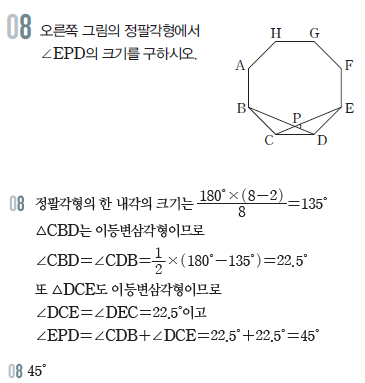 08 오른쪽 그림의 정팔각형에서
∠EPD의 크기를 구하시오.
H G
A F
B E
P
C D
08 정팔각형의 한 내각의 크기는 180°×(8−2)/8=135°
△CBD는 이등변삼각형이므로
∠CBD=∠CDB=1/2×(180°−135°)=22.5°
또 △DCE도 이등변삼각형이므로
∠DCE=∠DEC=22.5°이고
∠EPD=∠CDB+∠DCE=22.5°+22.5°=45°
08 45°